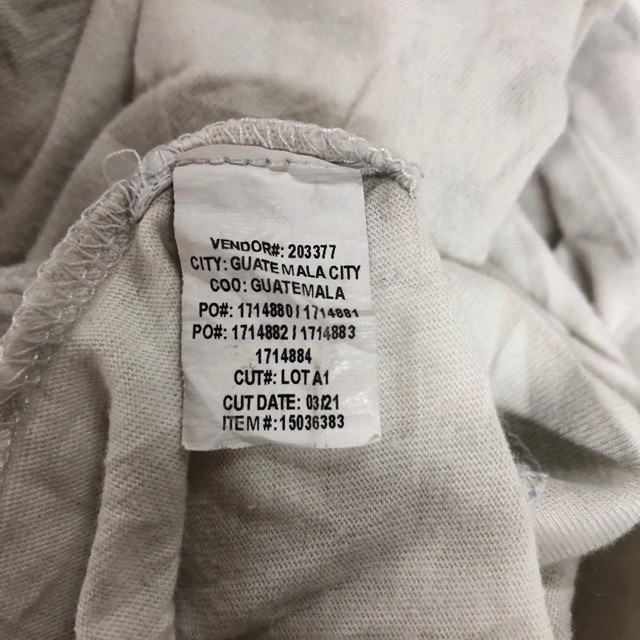 VENDOR#: 203377
CITY: GUATEMALA CITY
COO: GUATEMALA
PO#: 1714880 / 1714881
PO#: 1714882 / 1714883
1714884
CUT#: LOT A1
CUT DATE: 03/21
ITEM #: 15036383